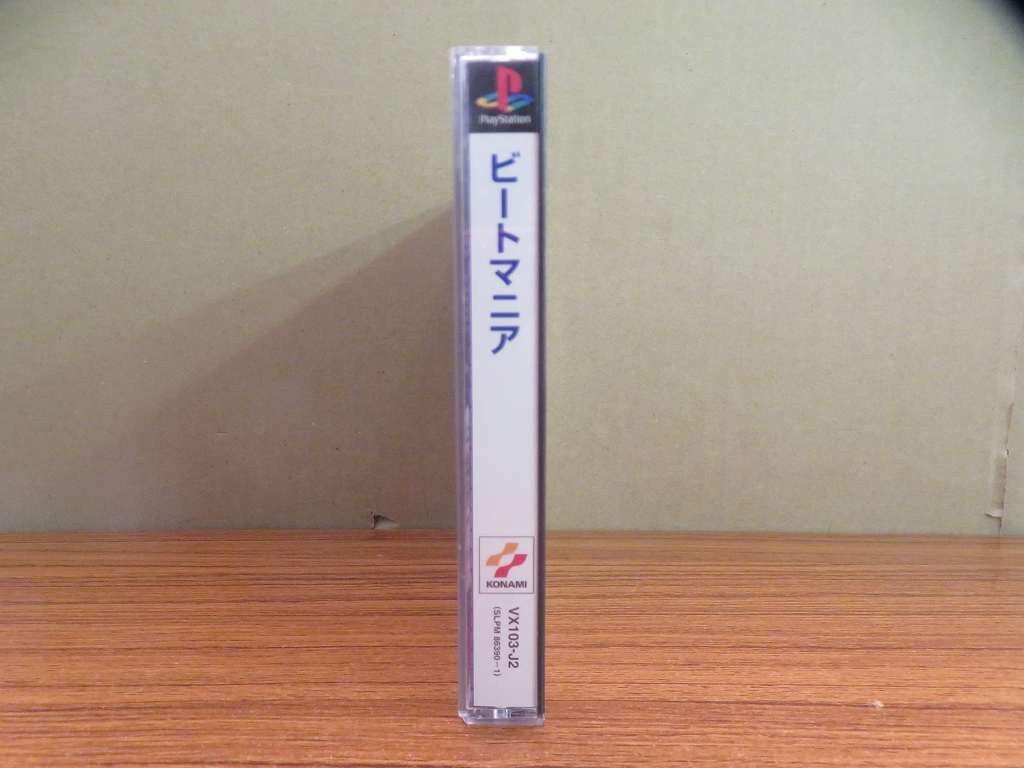 PlayStation
ビートマニア
KONAMI
VX103-J2
(SLPM 86390-1)